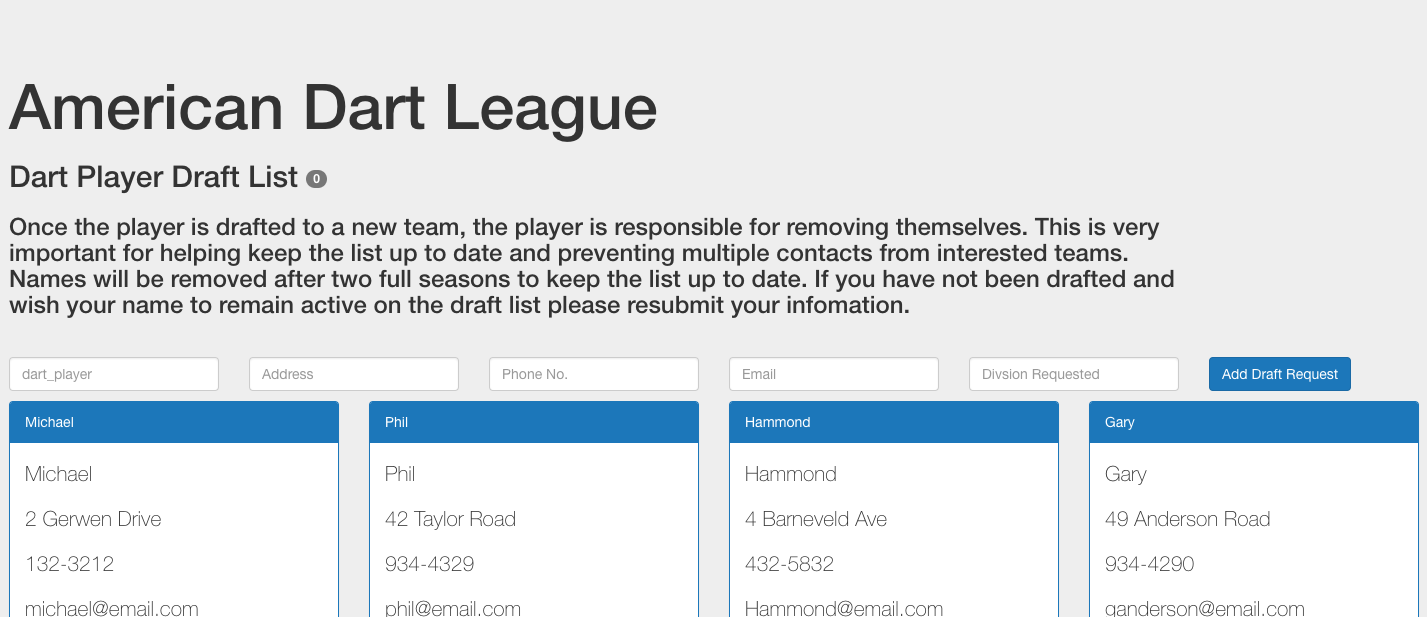 American Dart League
Dart Player Draft List 0
Once the player is drafted to a new team, the player is responsible for removing themselves. This is very
important for helping keep the list up to date and preventing multiple contacts from interested teams.
Names will be removed after two full seasons to keep the list up to date. If you have not been drafted and
wish your name to remain active on the draft list please resubmit your infomation.
dart_player Address Phone No. Email Divsion Requested Add Draft Request
Michael Phil Hammond Gary
Michael Phil Hammond Gary
2 Gerwen Drive 42 Taylor Road 4 Barneveld Ave 49 Anderson Road
132-3212 934-4329 432-5832 934-4290
michael@email.com phil@email.com Hammond@email.com ganderson@email.com